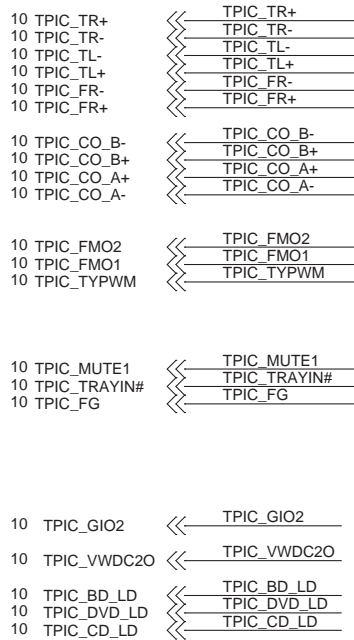 10 TPIC_TR+ TPIC_TR+
10 TPIC_TR- TPIC_TR-
10 TPIC_TL- TPIC_TL-
10 TPIC_TL+ TPIC_TL+
10 TPIC_FR- TPIC_FR-
10 TPIC_FR+ TPIC_FR+
10 TPIC_CO_B- TPIC_CO_B-
10 TPIC_CO_B+ TPIC_CO_B+
10 TPIC_CO_A+ TPIC_CO_A+
10 TPIC_CO_A- TPIC_CO_A-
10 TPIC_FMO2 TPIC_FMO2
10 TPIC_FMO1 TPIC_FMO1
10 TPIC_TYPWM TPIC_TYPWM
10 TPIC_MUTE1 TPIC_MUTE1
10 TPIC_TRAYIN# TPIC_TRAYIN#
10 TPIC_FG TPIC_FG
10 TPIC_GIO2 TPIC_GIO2
10 TPIC_VWDC2O TPIC_VWDC2O
10 TPIC_BD_LD TPIC_BD_LD
10 TPIC_DVD_LD TPIC_DVD_LD
10 TPIC_CD_LD TPIC_CD_LD